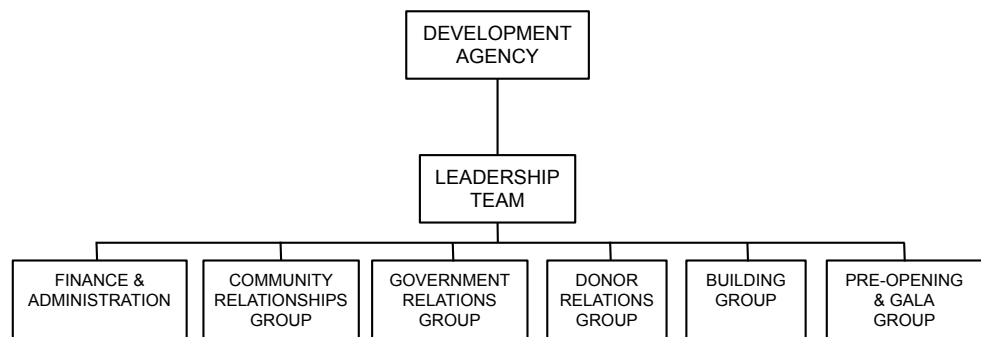 DEVELOPMENT
AGENCY
LEADERSHIP
TEAM
FINANCE &
ADMINISTRATION
COMMUNITY
RELATIONSHIPS
GROUP
GOVERNMENT
RELATIONS
GROUP
DONOR
RELATIONS
GROUP
BUILDING
GROUP
PRE-OPENING
& GALA
GROUP